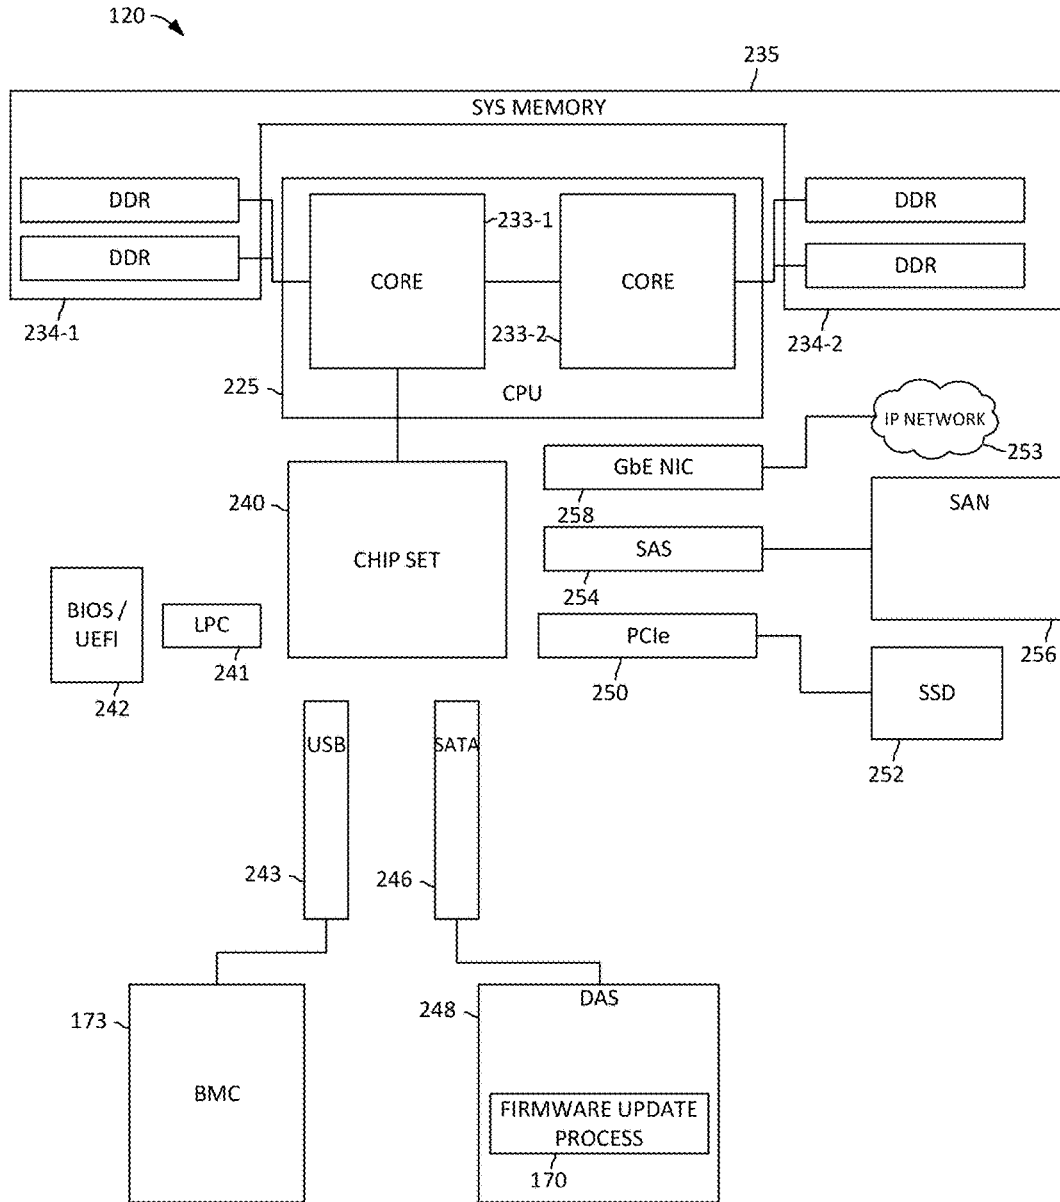 120
235
SYS MEMORY
DDR
DDR
DDR
DDR
233-1
CORE
CORE
233-2
234-1
234-2
225
CPU
IP NETWORK
253
GbE NIC
258
240
SAN
CHIP SET
SAS
254
BIOS /
UEFI
LPC
241
242
PCIe
250
256
SSD
252
USB
SATA
243
246
173
248
DAS
BMC
FIRMWARE UPDATE
PROCESS
170